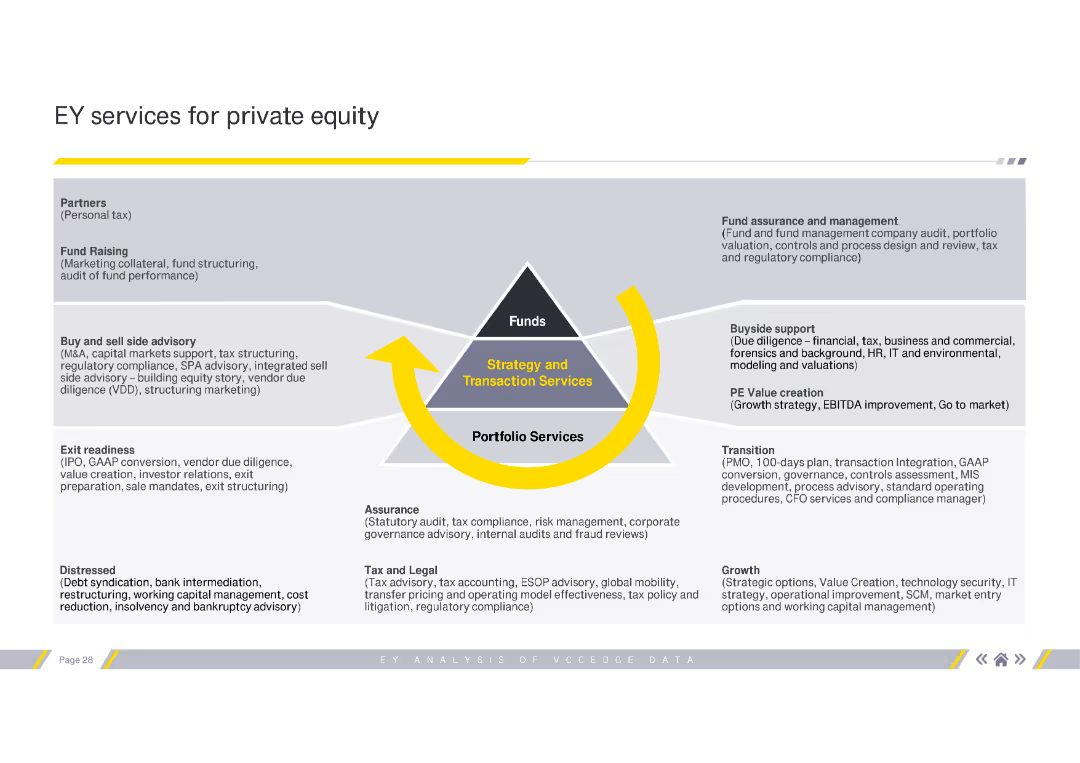 EY services for private equity
Partners
(Personal tax)
Fund Raising
(Marketing collateral, fund structuring,
audit of fund performance)
Fund assurance and management
(Fund and fund management company audit, portfolio
valuation, controls and process design and review, tax
and regulatory compliance)
Funds
Buy and sell side advisory
(M&A, capital markets support, tax structuring,
regulatory compliance, SPA advisory, integrated sell
side advisory – building equity story, vendor due
diligence (VDD), structuring marketing)
Strategy and
Transaction Services
Buyside support
(Due diligence – financial, tax, business and commercial,
forensics and background, HR, IT and environmental,
modeling and valuations)
PE Value creation
(Growth strategy, EBITDA improvement, Go to market)
Portfolio Services
Exit readiness
(IPO, GAAP conversion, vendor due diligence,
value creation, investor relations, exit
preparation, sale mandates, exit structuring)
Transition
(PMO, 100-days plan, transaction Integration, GAAP
conversion, governance, controls assessment, MIS
development, process advisory, standard operating
procedures, CFO services and compliance manager)
Assurance
(Statutory audit, tax compliance, risk management, corporate
governance advisory, internal audits and fraud reviews)
Distressed
(Debt syndication, bank intermediation,
restructuring, working capital management, cost
reduction, insolvency and bankruptcy advisory)
Tax and Legal
(Tax advisory, tax accounting, ESOP advisory, global mobility,
transfer pricing and operating model effectiveness, tax policy and
litigation, regulatory compliance)
Growth
(Strategic options, Value Creation, technology security, IT
strategy, operational improvement, SCM, market entry
options and working capital management)
Page 28
EY ANALYSIS OF VCCEDGE DATA